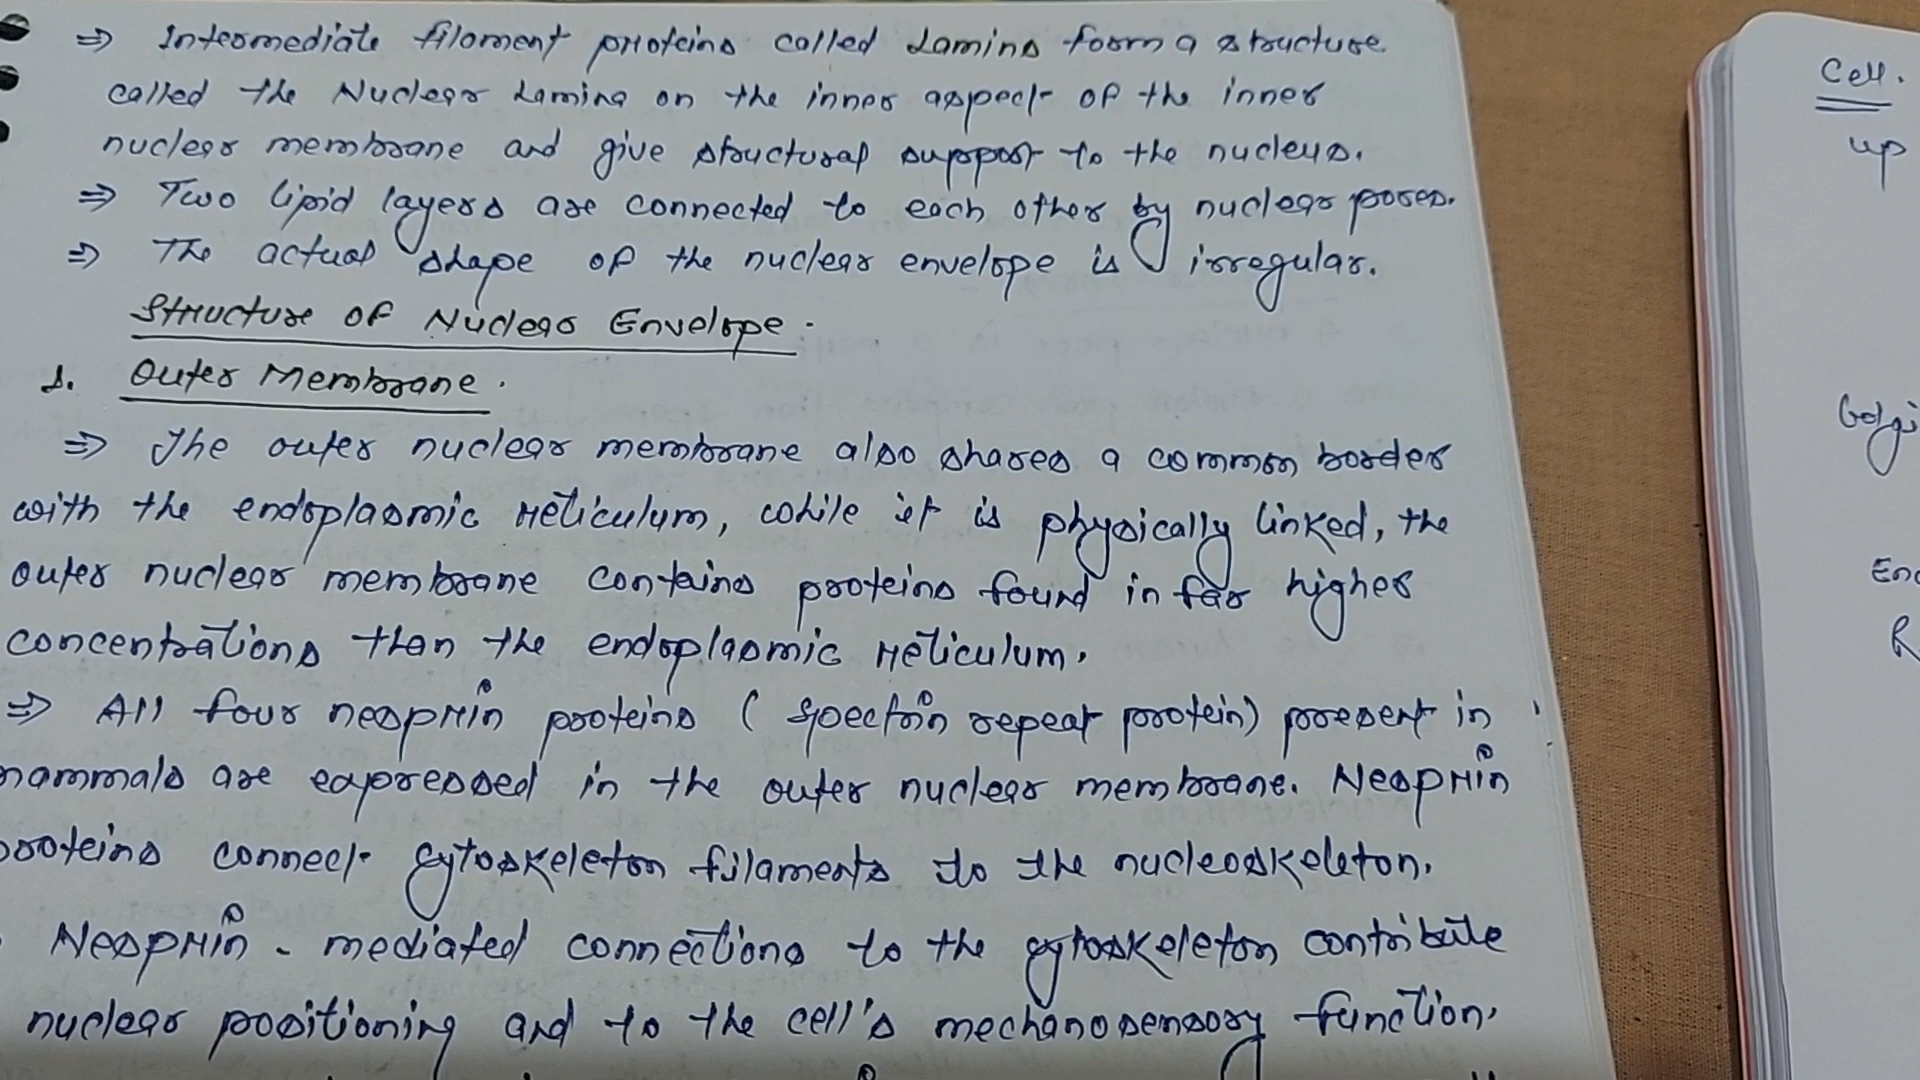 ⇒ Intermediate filament proteins called Lamins form a structure
called the Nuclear Lamina on the inner aspect of the inner
nuclear membrane and give structural support to the nucleus.
⇒ Two lipid layers are connected to each other by nuclear pores.
⇒ The actual shape of the nuclear envelope is irregular.
Structure of Nuclear Envelope.
1. Outer Membrane.
⇒ The outer nuclear membrane also shares a common border
with the endoplasmic reticulum, while it is physically linked, the
outer nuclear membrane contains proteins found in far higher
concentrations than the endoplasmic reticulum.
⇒ All four nesprin proteins (spectrin repeat protein) present in
mammals are expressed in the outer nuclear membrane. Nesprin
proteins connect cytoskeleton filaments to the nucleoskeleton.
Nesprin - mediated connections to the cytoskeleton contribute
nuclear positioning and to the cell's mechanosensory function.
Cell.
up
Golgi